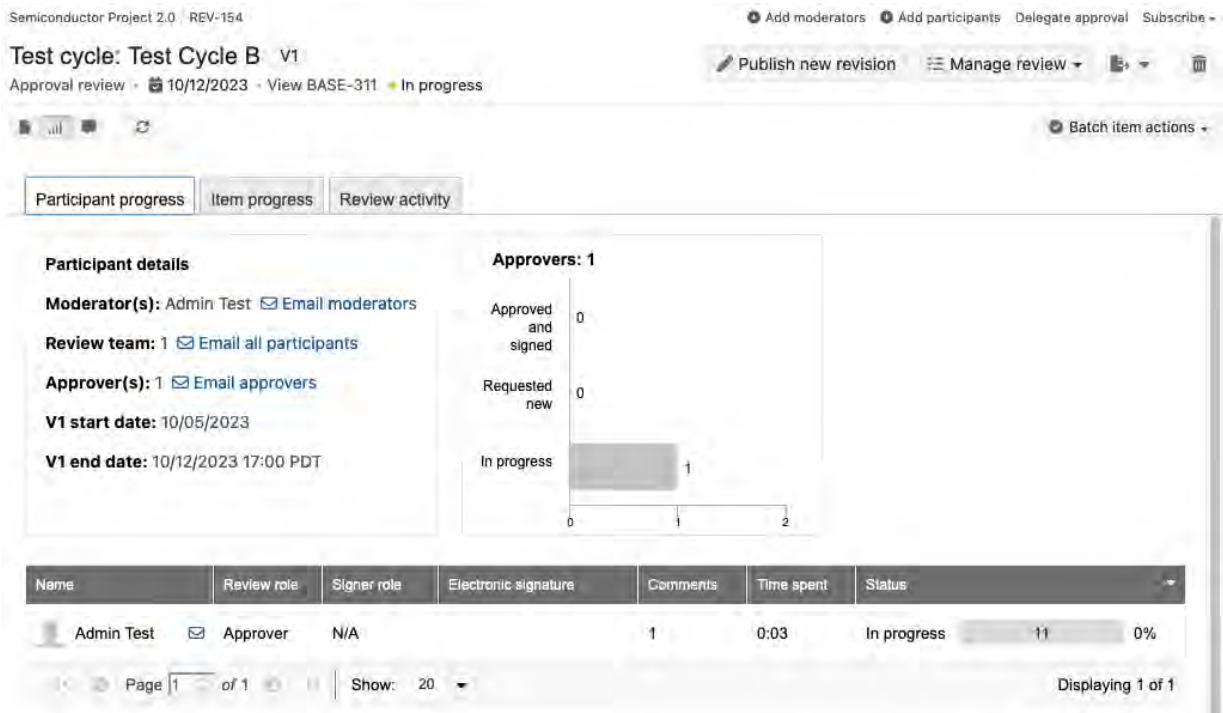 Semiconductor Project 2.0 REV-154
Add moderators Add participants Delegate approval Subscribe
Test cycle: Test Cycle B V1
Publish new revision Manage review
Approval review · 10/12/2023 · View BASE-311 In progress
Batch item actions
Participant progress Item progress Review activity
Participant details
Moderator(s): Admin Test Email moderators
Review team: 1 Email all participants
Approver(s): 1 Email approvers
V1 start date: 10/05/2023
V1 end date: 10/12/2023 17:00 PDT
Approvers: 1
Approved
and
signed
0
Requested
new
0
In progress
1
0 1 2
Name Review role Signer role Electronic signature Comments Time spent Status
Admin Test Approver N/A 1 0:03 In progress 11 0%
Page 1 of 1 Show: 20 Displaying 1 of 1